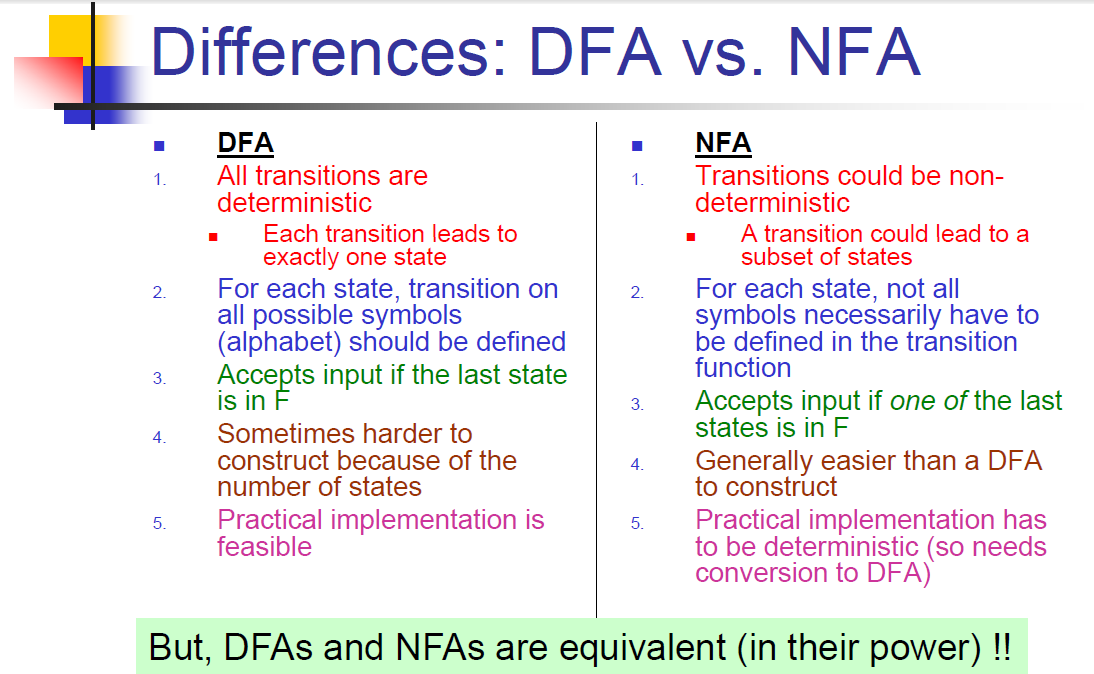 Differences: DFA vs. NFA
DFA
1. All transitions are
deterministic
Each transition leads to
exactly one state
2. For each state, transition on
all possible symbols
(alphabet) should be defined
3. Accepts input if the last state
is in F
4. Sometimes harder to
construct because of the
number of states
5. Practical implementation is
feasible
NFA
1. Transitions could be non-
deterministic
A transition could lead to a
subset of states
2. For each state, not all
symbols necessarily have to
be defined in the transition
function
3. Accepts input if one of the last
states is in F
4. Generally easier than a DFA
to construct
5. Practical implementation has
to be deterministic (so needs
conversion to DFA)
But, DFAs and NFAs are equivalent (in their power) !!